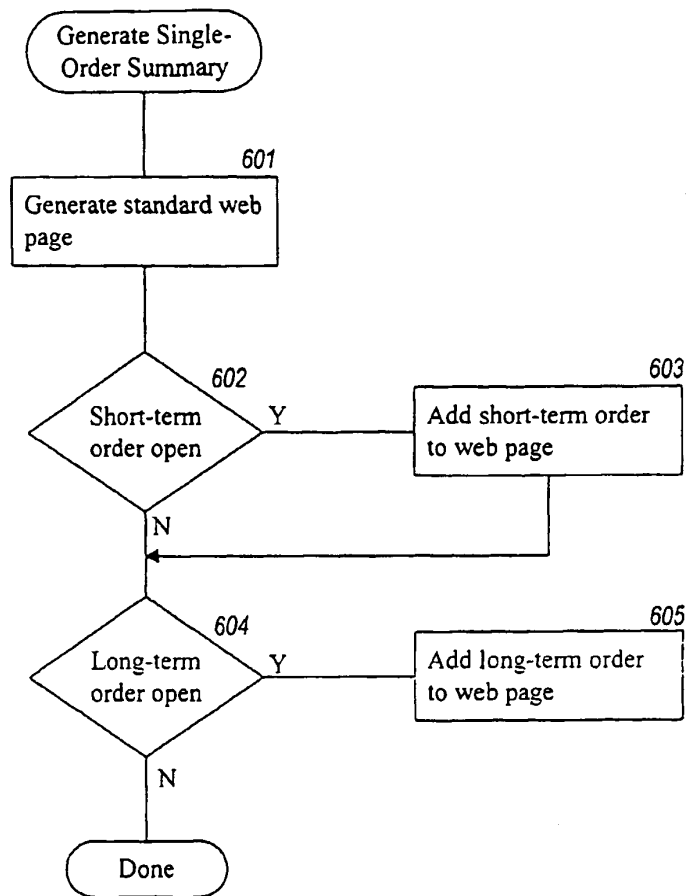 Generate Single-
Order Summary
601
Generate standard web
page
602
Short-term
order open
Y
N
603
Add short-term order
to web page
604
Long-term
order open
Y
N
605
Add long-term order
to web page
Done